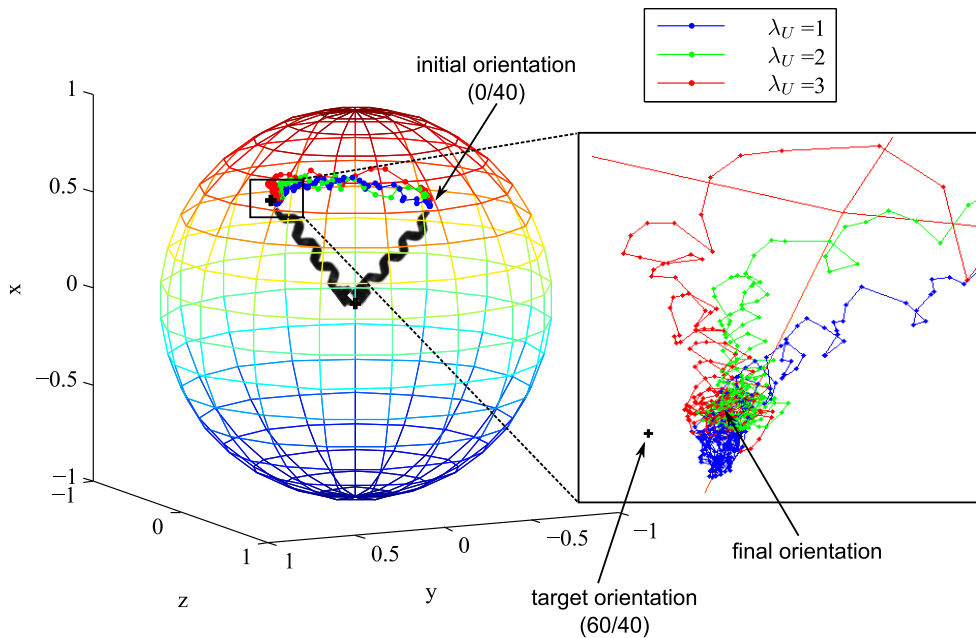 λU =1
λU =2
λU =3
initial orientation
(0/40)
1
0.5
0
−0.5
−1
x
−1
0
1
z
1
0.5
0
−0.5
−1
y
final orientation
target orientation
(60/40)